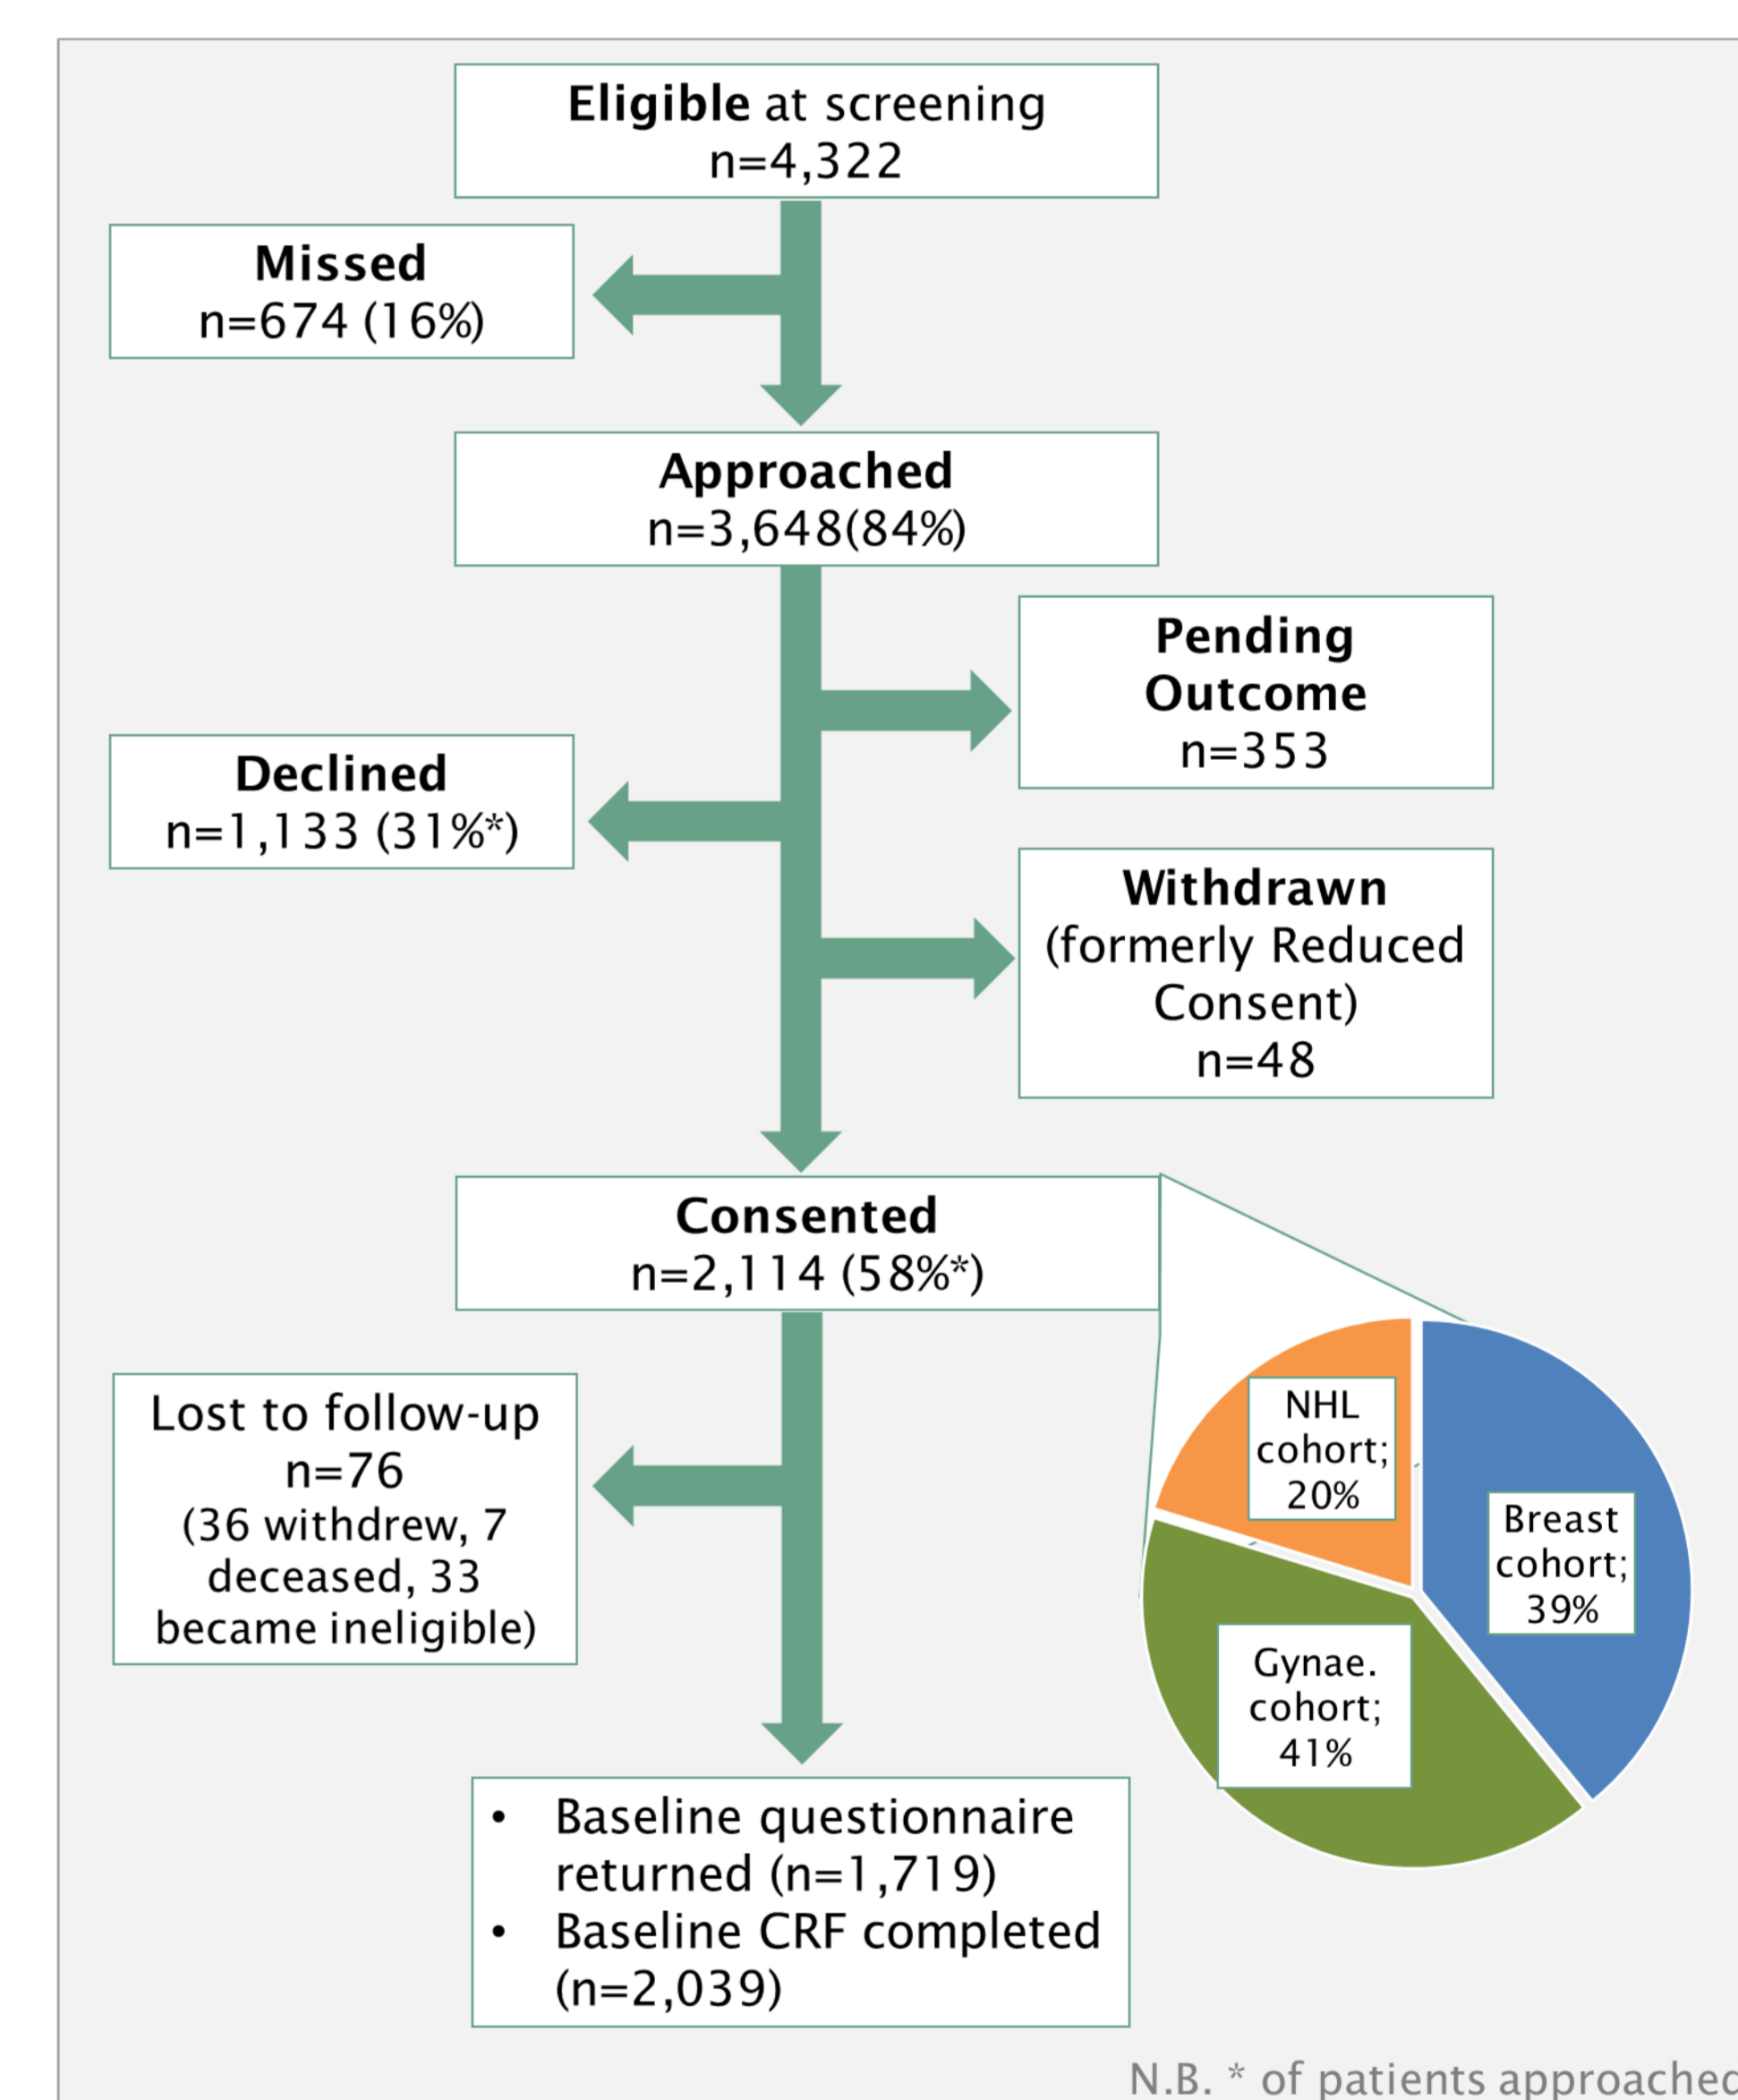 Eligible at screening
n=4,322
Missed
n=674 (16%)
Approached
n=3,648(84%)
Pending
Outcome
n=353
Declined
n=1,133 (31%*)
Withdrawn
(formerly Reduced
Consent)
n=48
Consented
n=2,114 (58%*)
Lost to follow-up
n=76
(36 withdrew, 7
deceased, 33
became ineligible)
NHL
cohort;
20%
Breast
cohort;
39%
Gynae.
cohort;
41%
• Baseline questionnaire
returned (n=1,719)
• Baseline CRF completed
(n=2,039)
N.B. * of patients approached